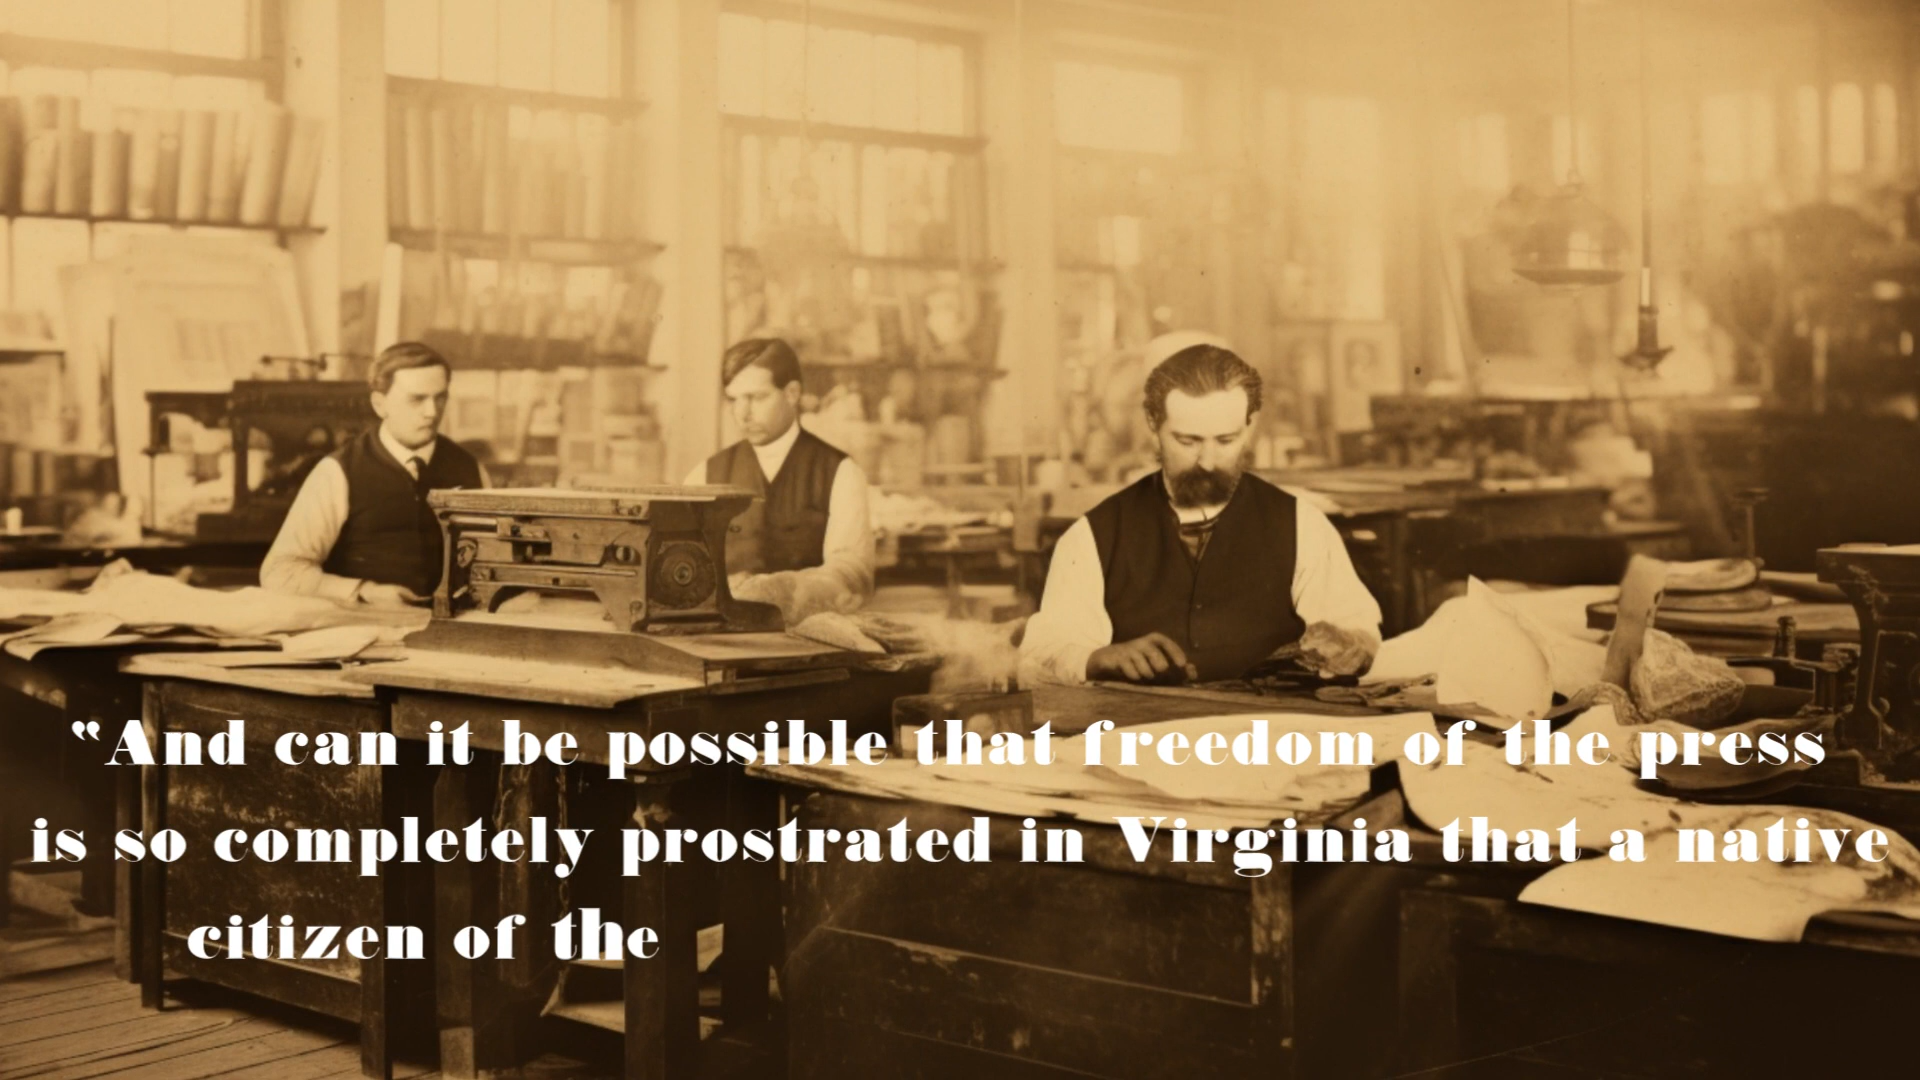 “And can it be possible that freedom of the press
is so completely prostrated in Virginia that a native
citizen of the